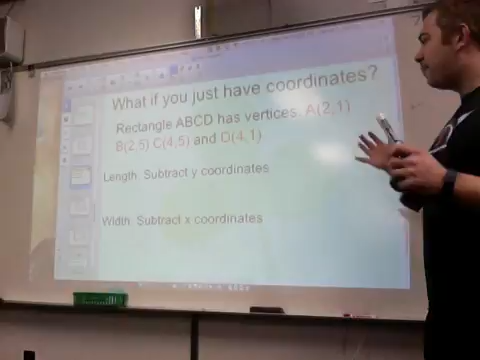 What if you just have coordinates?
Rectangle ABCD has vertices. A(2,1)
B(2,5) C(4,5) and D(4,1)
Length: Subtract y coordinates
Width: Subtract x coordinates